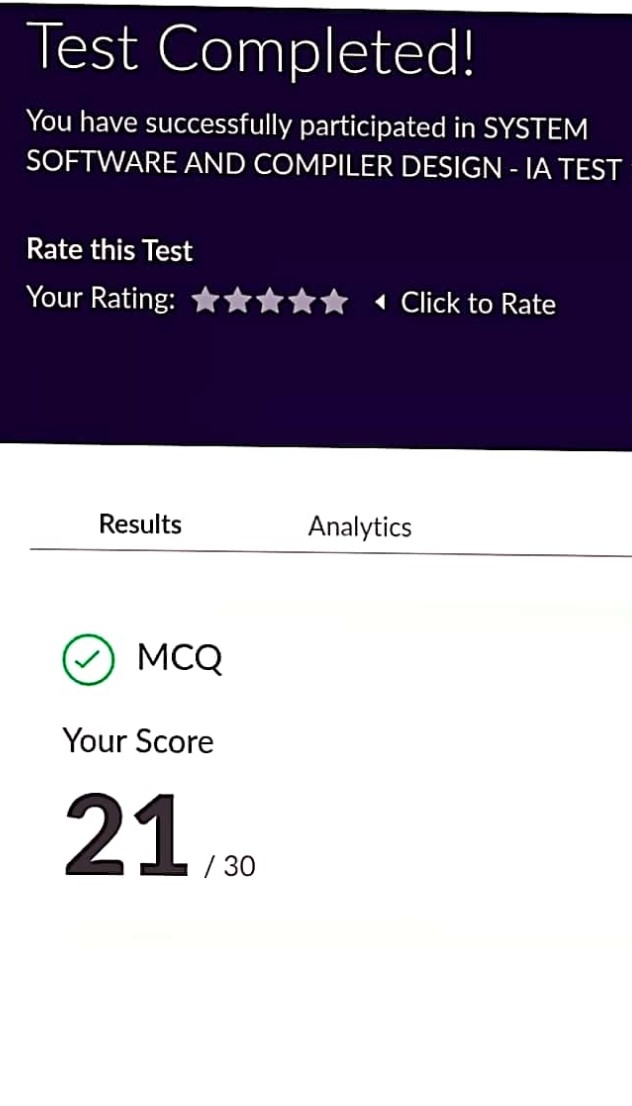 Test Completed!
You have successfully participated in SYSTEM
SOFTWARE AND COMPILER DESIGN - IA TEST
Rate this Test
Your Rating: Click to Rate
Results Analytics
MCQ
Your Score
21 / 30